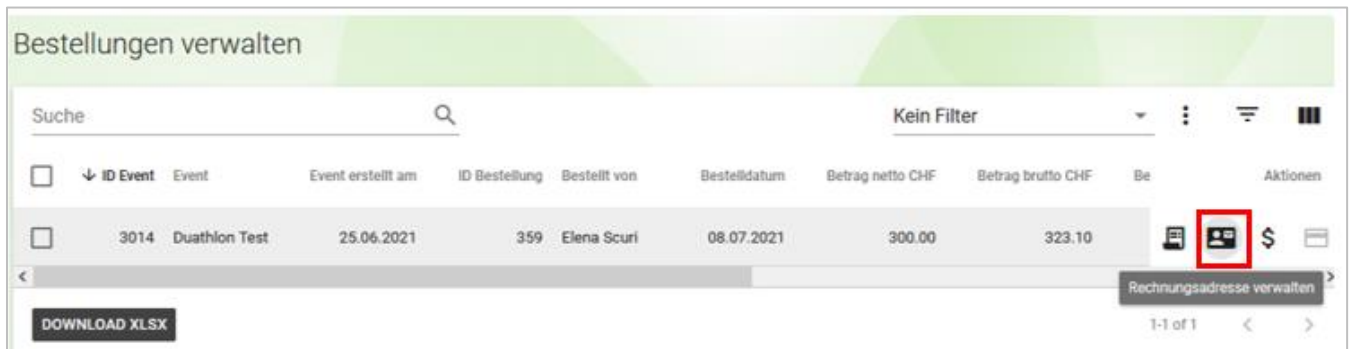 Bestellungen verwalten
Suche Kein Filter
ID Event Event Event erstellt am ID Bestellung Bestellt von Bestelldatum Betrag netto CHF Betrag brutto CHF Be Aktionen
3014 Duathlon Test 25.06.2021 359 Elena Scuri 08.07.2021 300.00 323.10 $
Rechnungsadresse verwalten
DOWNLOAD XLSX 1-1 of 1